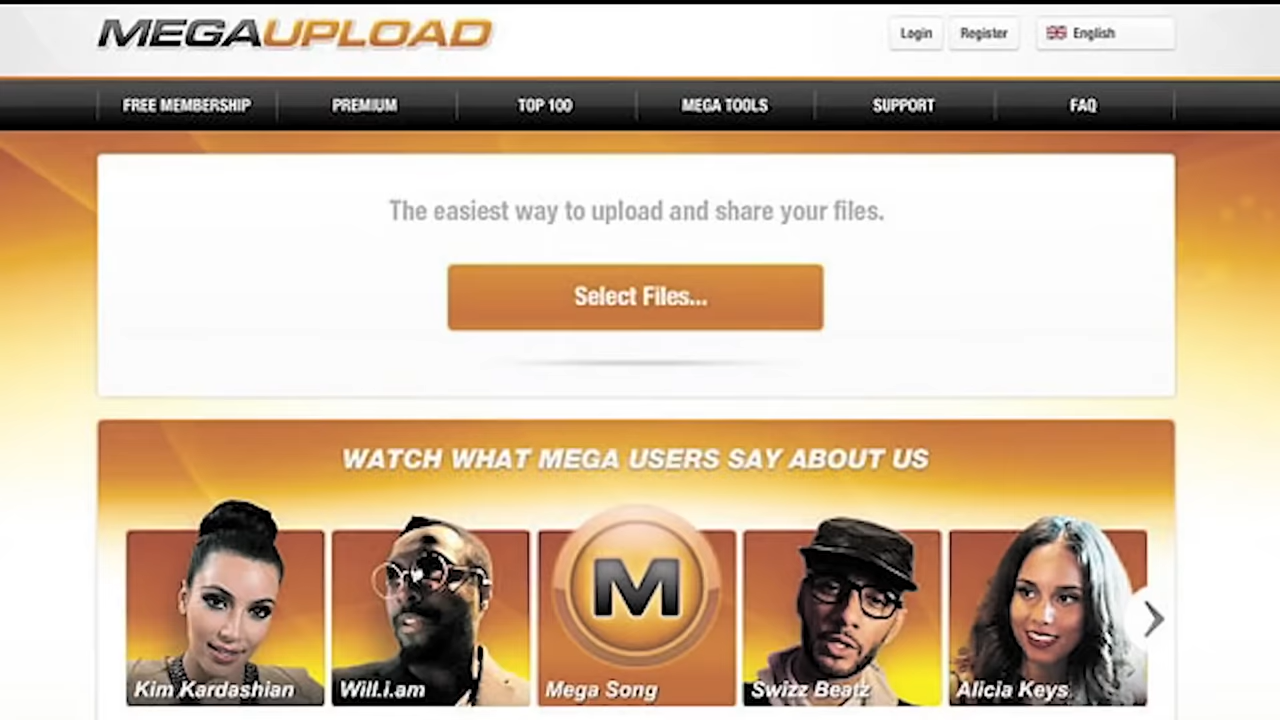 MEGAUPLOAD
Login Register English
FREE MEMBERSHIP PREMIUM TOP 100 MEGA TOOLS SUPPORT FAQ
The easiest way to upload and share your files.
Select Files...
WATCH WHAT MEGA USERS SAY ABOUT US
M
Kim Kardashian Will.i.am Mega Song Swizz Beatz Alicia Keys